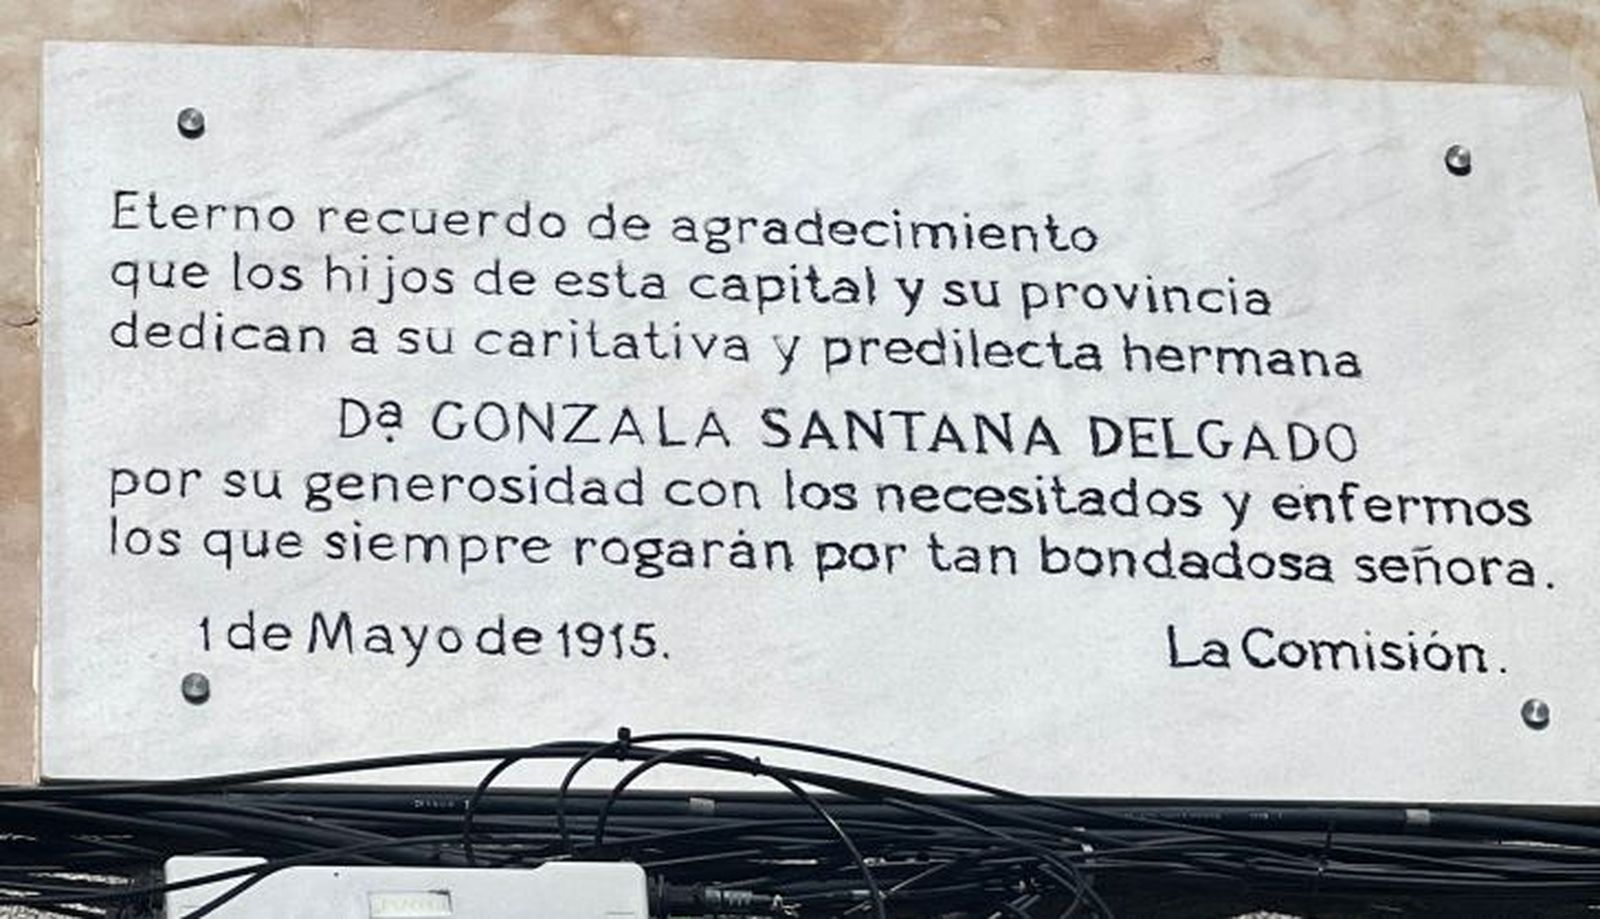 Eterno recuerdo de agradecimiento
que los hijos de esta capital y su provincia
dedican a su caritativa y predilecta hermana
Dª GONZALA SANTANA DELGADO
por su generosidad con los necesitados y enfermos
los que siempre rogarán por tan bondadosa señora.
1 de Mayo de 1915. La Comisión.